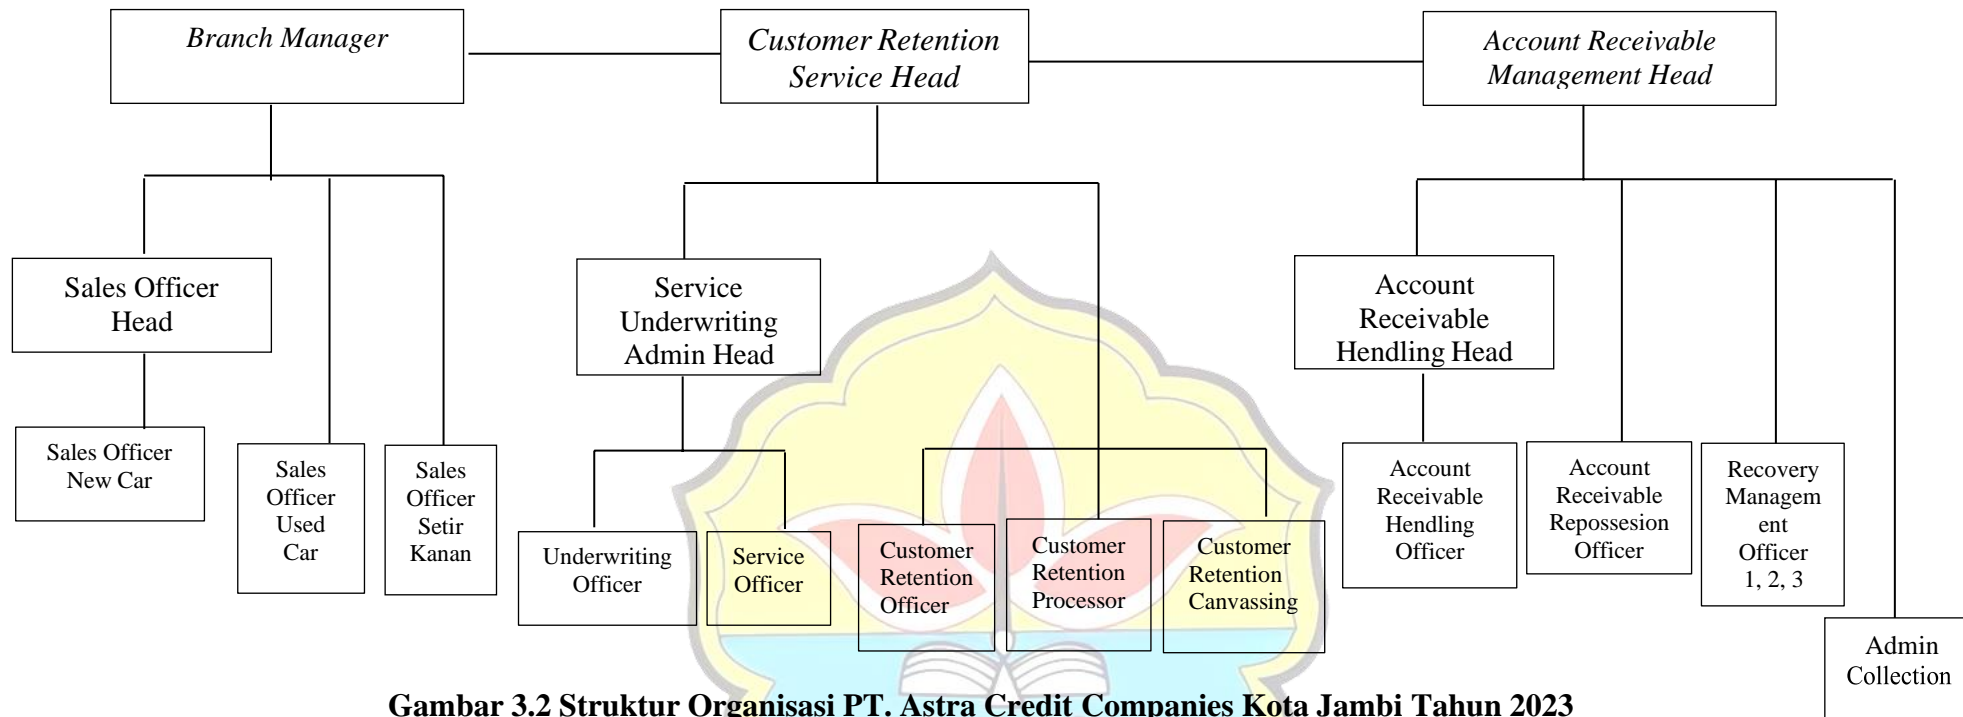 Branch Manager
Customer Retention
Service Head
Account Receivable
Management Head
Sales Officer
Head
Service
Underwriting
Admin Head
Account
Receivable
Hendling Head
Sales Officer
New Car
Sales
Officer
Used
Car
Sales
Officer
Setir
Kanan
Underwriting
Officer
Service
Officer
Customer
Retention
Officer
Customer
Retention
Processor
Customer
Retention
Canvassing
Account
Receivable
Hendling
Officer
Account
Receivable
Repossesion
Officer
Recovery
Managem
ent
Officer
1, 2, 3
Admin
Collection
Gambar 3.2 Struktur Organisasi PT. Astra Credit Companies Kota Jambi Tahun 2023